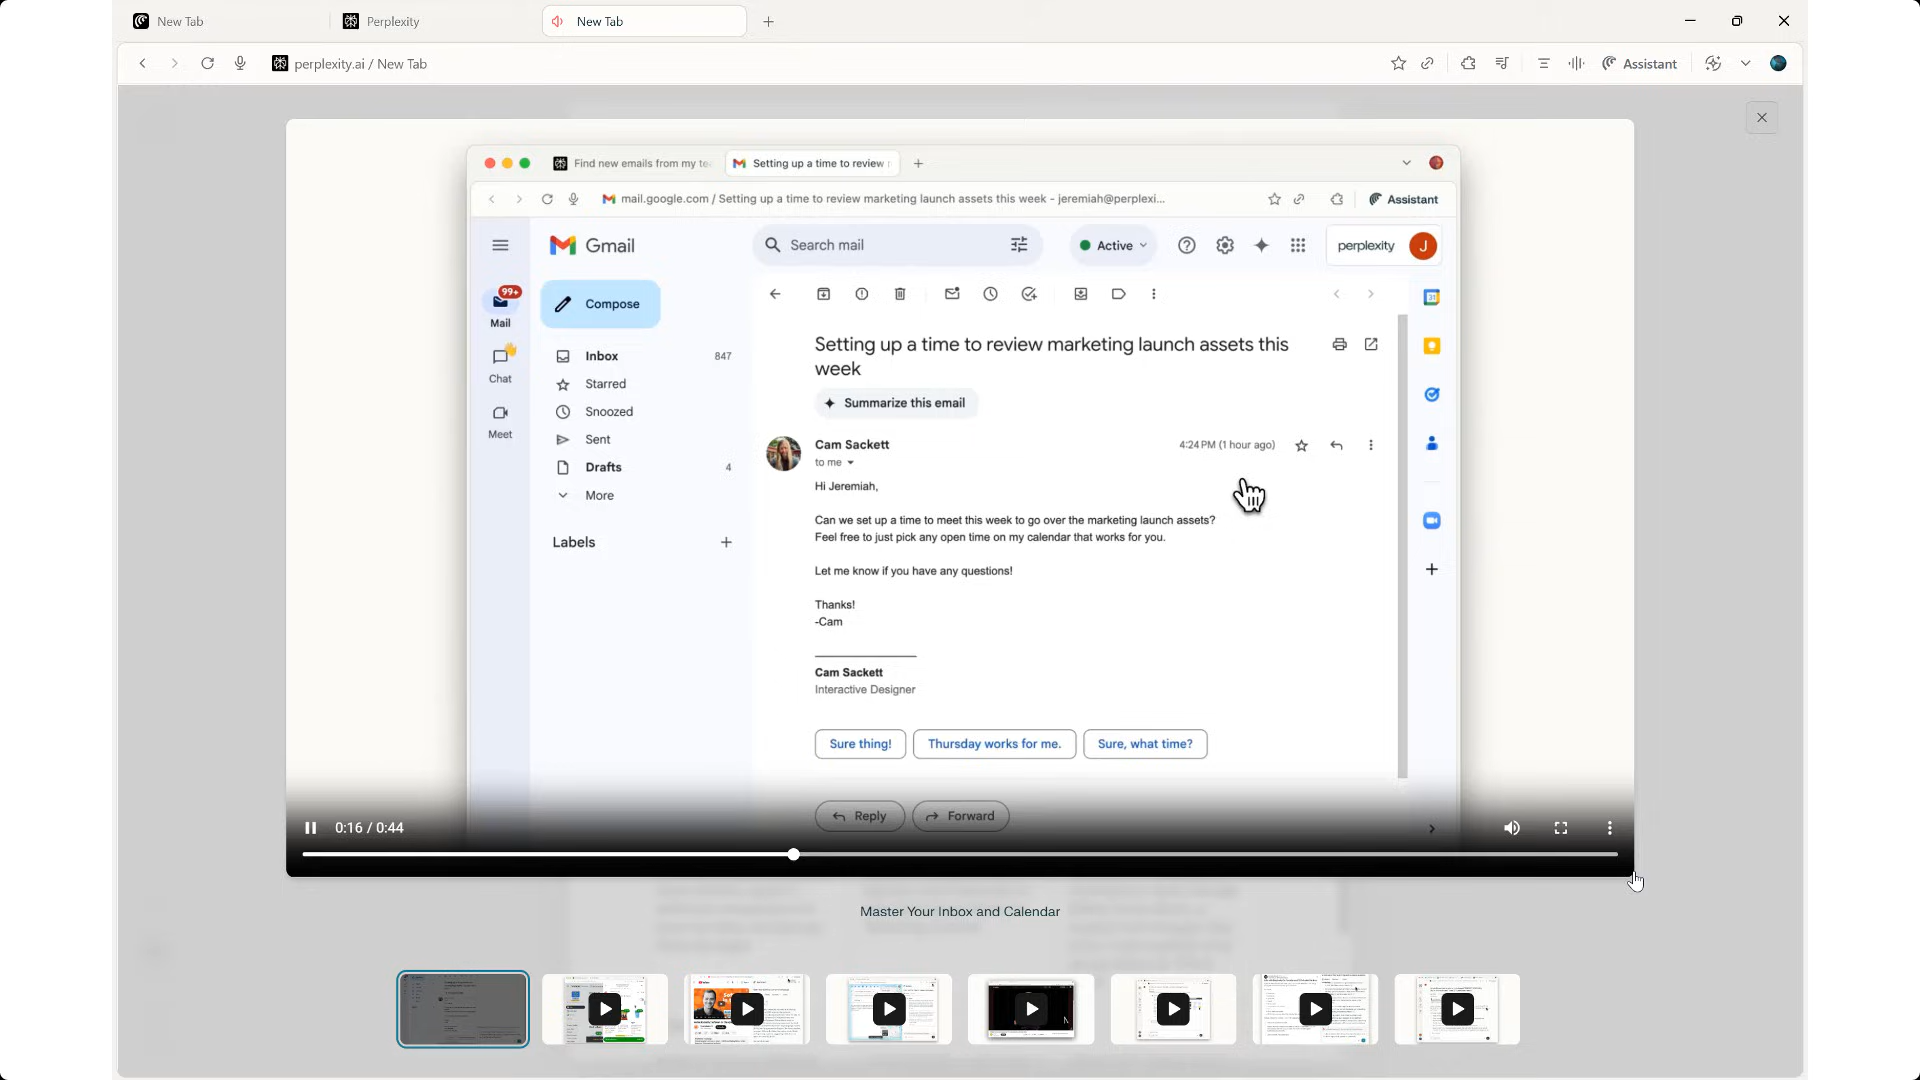 New Tab
Perplexity
New Tab
perplexity.ai / New Tab
Assistant
Find new emails from my te
Setting up a time to review
mail.google.com / Setting up a time to review marketing launch assets this week - jeremiah@perplexi...
Assistant
Gmail
Search mail
Active
perplexity
J
99+
Mail
Chat
Meet
Compose
Inbox 847
Starred
Snoozed
Sent
Drafts 4
More
Labels
31
Setting up a time to review marketing launch assets this
week
Summarize this email
Cam Sackett
4:24 PM (1 hour ago)
to me
Hi Jeremiah,
Can we set up a time to meet this week to go over the marketing launch assets?
Feel free to just pick any open time on my calendar that works for you.
Let me know if you have any questions!
Thanks!
-Cam
Cam Sackett
Interactive Designer
Sure thing!
Thursday works for me.
Sure, what time?
Reply
Forward
0:16 / 0:44
Master Your Inbox and Calendar